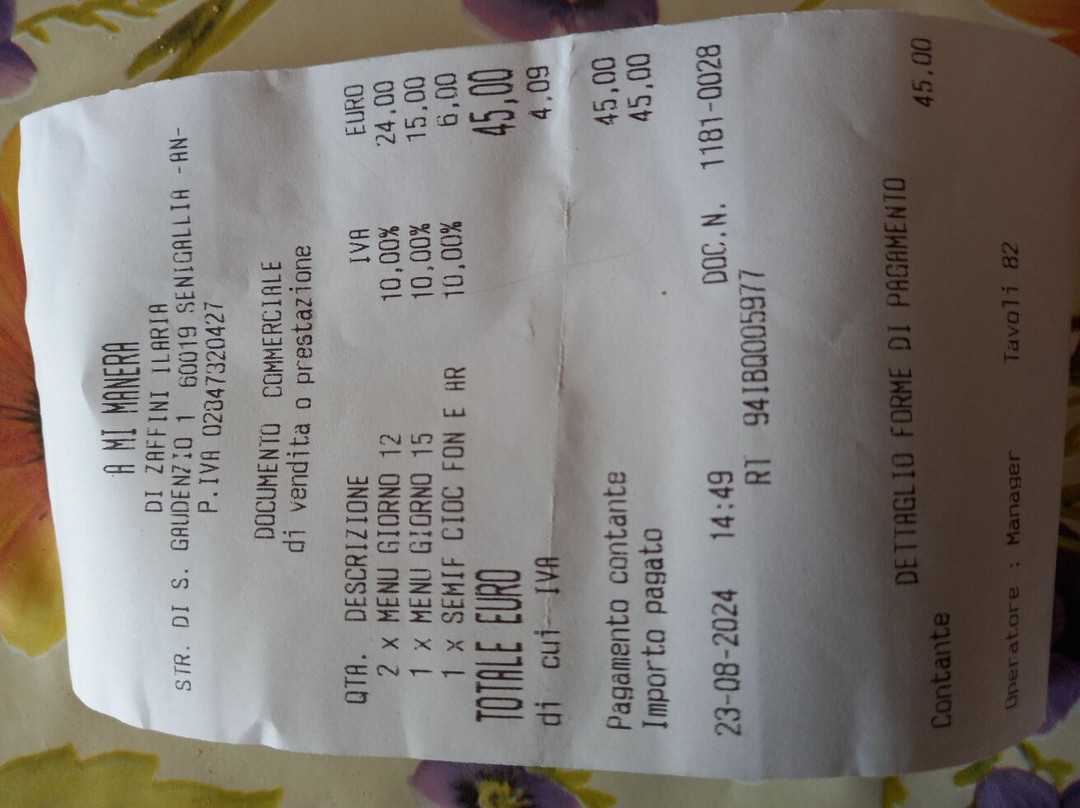 A MI MANERA
DI ZAFFINI ILARIA
STR. DI S. GAUDENZIO 1 60019 SENIGALLIA -AN-
P.IVA 02847320427
DOCUMENTO COMMERCIALE
di vendita o prestazione
QTA. DESCRIZIONE IVA EURO
2 x MENU GIORNO 12 10,00% 24,00
1 x MENU GIORNO 15 10,00% 15,00
1 x SEMIF CIOC FON E AR 10,00% 6,00
TOTALE EURO 45,00
di cui IVA 4,09
Pagamento contante 45,00
Importo pagato 45,00
23-08-2024 14:49 DOC.N. 1181-0028
RT 94IBQ005977
DETTAGLIO FORME DI PAGAMENTO
Contante 45,00
Operatore : Manager Tavoli 82